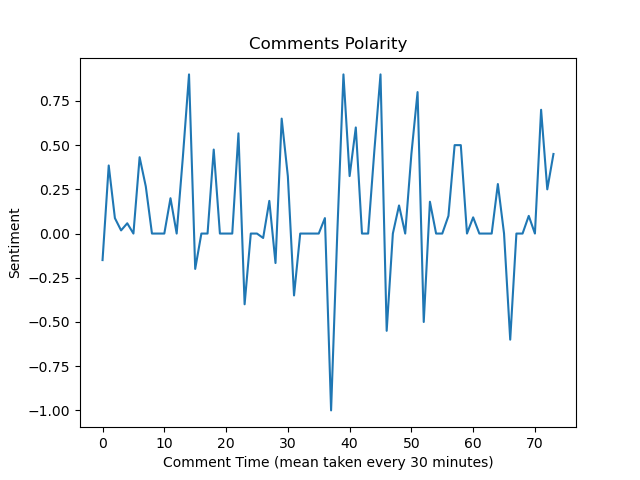 Comments Polarity
Sentiment
0.75
0.50
0.25
0.00
−0.25
−0.50
−0.75
−1.00
0 10 20 30 40 50 60 70
Comment Time (mean taken every 30 minutes)